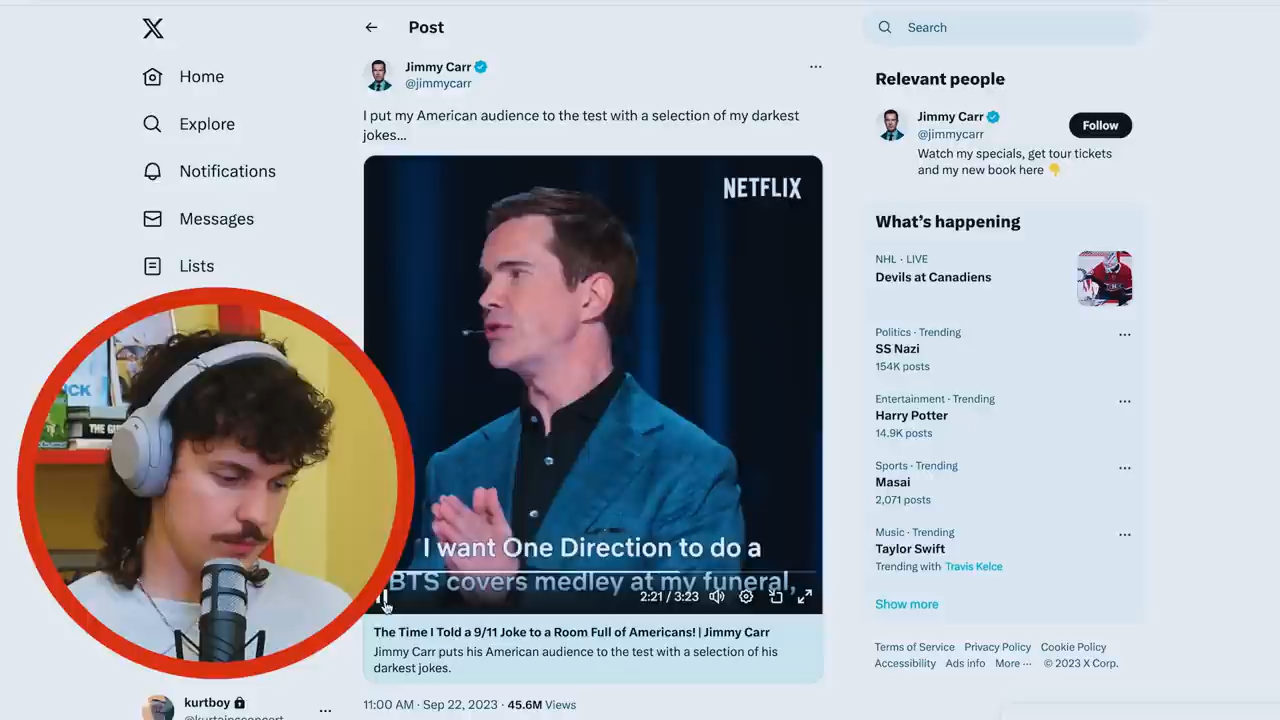 Home
Explore
Notifications
Messages
Lists
kurtboy
Post
Jimmy Carr
@jimmycarr
I put my American audience to the test with a selection of my darkest
jokes...
NETFLIX
I want One Direction to do a
BTS covers medley at my funeral,
2:21 / 3:23
The Time I Told a 9/11 Joke to a Room Full of Americans! | Jimmy Carr
Jimmy Carr puts his American audience to the test with a selection of his
darkest jokes.
11:00 AM · Sep 22, 2023 · 45.6M Views
Search
Relevant people
Jimmy Carr
@jimmycarr
Follow
Watch my specials, get tour tickets
and my new book here 👇
What's happening
NHL · LIVE
Devils at Canadiens
Politics · Trending
SS Nazi
154K posts
Entertainment · Trending
Harry Potter
14.9K posts
Sports · Trending
Masai
2,071 posts
Music · Trending
Taylor Swift
Trending with Travis Kelce
Show more
Terms of Service Privacy Policy Cookie Policy
Accessibility Ads info More ··· © 2023 X Corp.